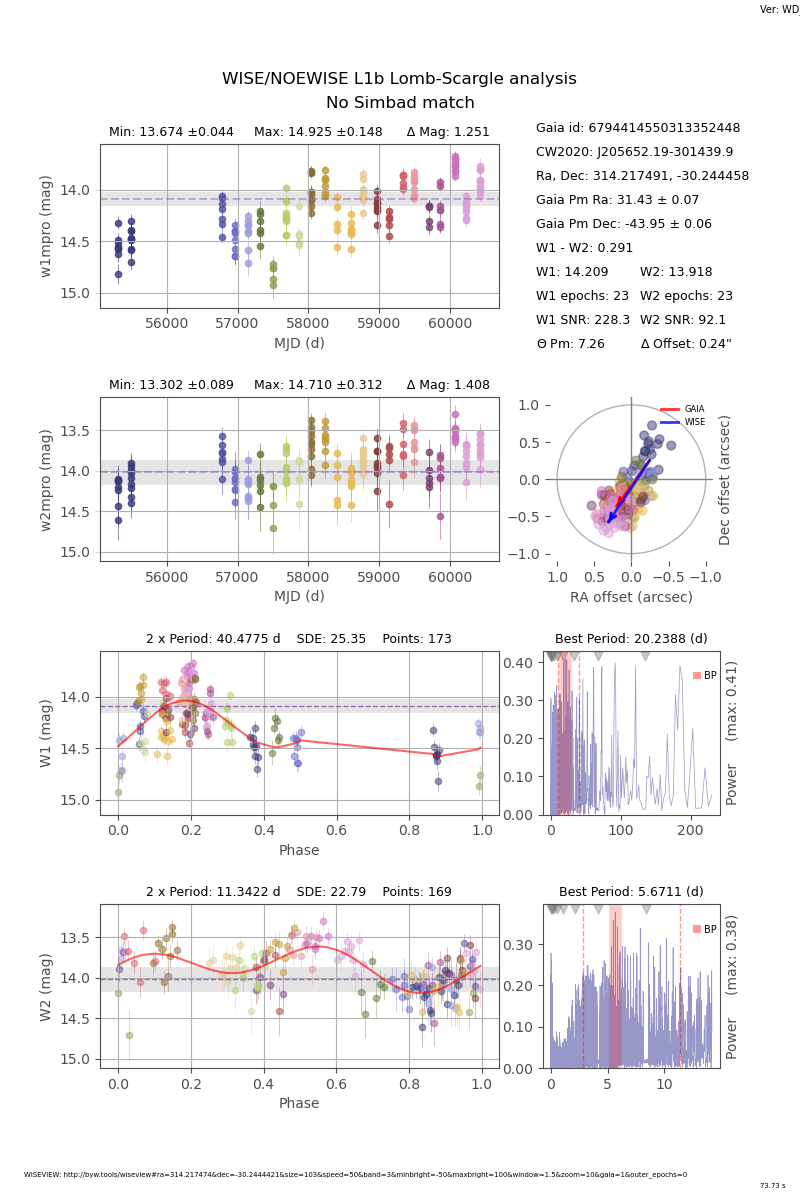 Ver: WD_
WISE/NOEWISE L1b Lomb-Scargle analysis
No Simbad match
Min: 13.674 ±0.044 Max: 14.925 ±0.148 Δ Mag: 1.251
w1mpro (mag)
14.0
14.5
15.0
56000 57000 58000 59000 60000
MJD (d)
Gaia id: 6794414550313352448
CW2020: J205652.19-301439.9
Ra, Dec: 314.217491, -30.244458
Gaia Pm Ra: 31.43 ± 0.07
Gaia Pm Dec: -43.95 ± 0.06
W1 - W2: 0.291
W1: 14.209 W2: 13.918
W1 epochs: 23 W2 epochs: 23
W1 SNR: 228.3 W2 SNR: 92.1
Θ Pm: 7.26 Δ Offset: 0.24"
Min: 13.302 ±0.089 Max: 14.710 ±0.312 Δ Mag: 1.408
w2mpro (mag)
13.5
14.0
14.5
15.0
56000 57000 58000 59000 60000
MJD (d)
GAIA
WISE
1.0
0.5
0.0
−0.5
−1.0
1.0 0.5 0.0 −0.5 −1.0
RA offset (arcsec)
Dec offset (arcsec)
2 x Period: 40.4775 d SDE: 25.35 Points: 173
W1 (mag)
14.0
14.5
15.0
0.0 0.2 0.4 0.6 0.8 1.0
Phase
Best Period: 20.2388 (d)
BP
0.40
0.30
0.20
0.10
0.00
0 100 200
Power (max: 0.41)
2 x Period: 11.3422 d SDE: 22.79 Points: 169
W2 (mag)
13.5
14.0
14.5
15.0
0.0 0.2 0.4 0.6 0.8 1.0
Phase
Best Period: 5.6711 (d)
BP
0.30
0.20
0.10
0.00
0 5 10
Power (max: 0.38)
WISEVIEW: http://byw.tools/wiseview#ra=314.217474&dec=-30.2444421&size=103&speed=50&band=3&minbright=-50&maxbright=100&window=1.5&zoom=10&gaia=1&outer_epochs=0
73.73 s